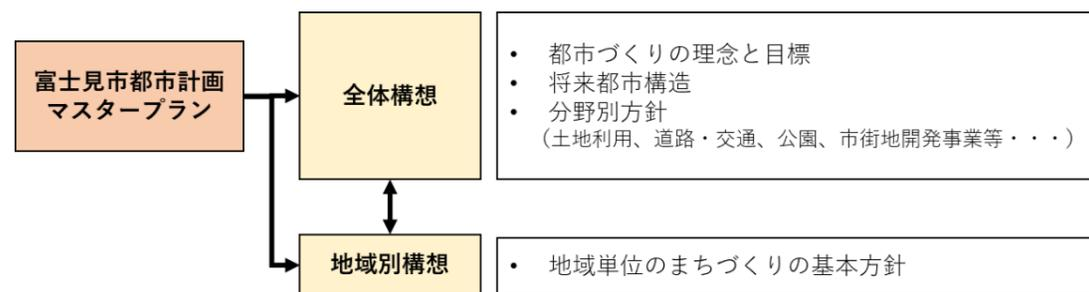 富士見市都市計画
マスタープラン
全体構想
• 都市づくりの理念と目標
• 将来都市構造
• 分野別方針
（土地利用、道路・交通、公園、市街地開発事業等・・・）
地域別構想
• 地域単位のまちづくりの基本方針